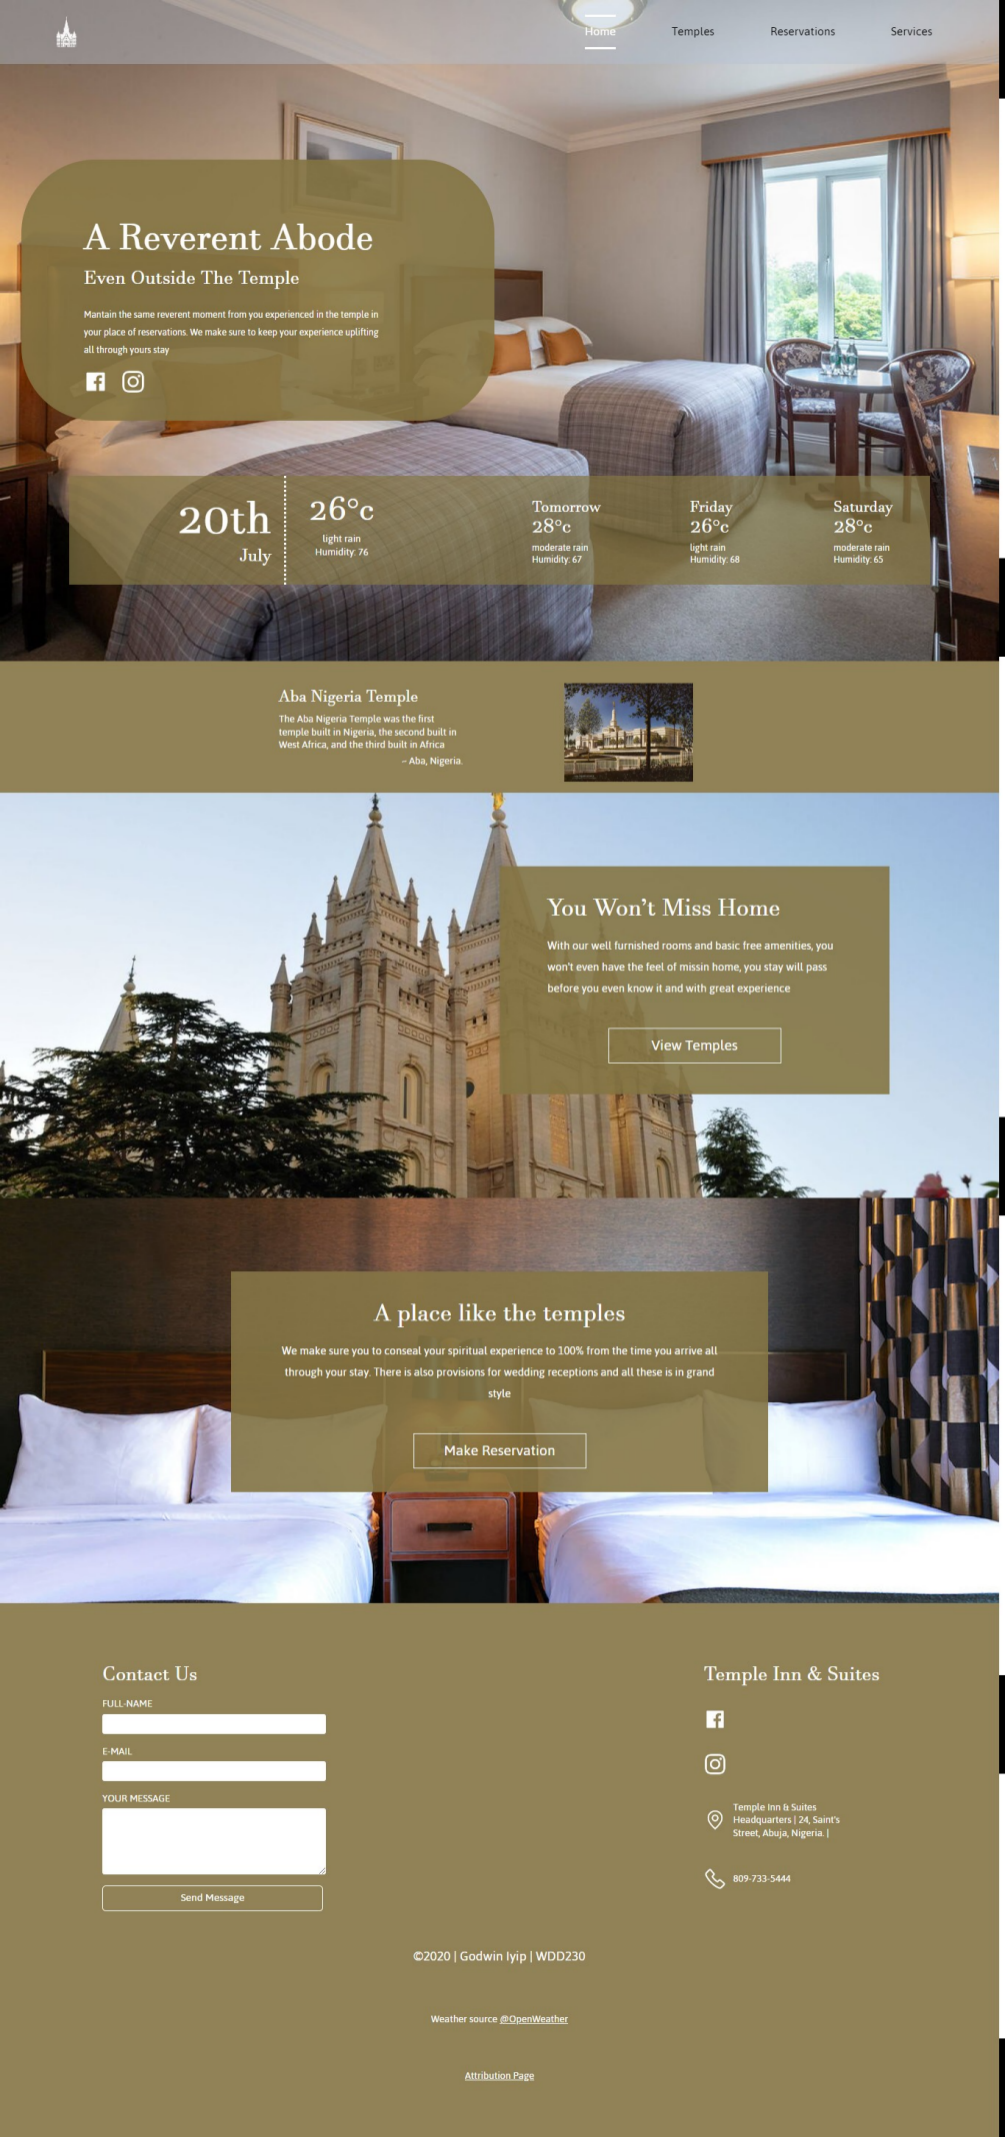 Home Temples Reservations Services
A Reverent Abode
Even Outside The Temple
Mantain the same reverent moment from you experienced in the temple in
your place of reservations. We make sure to keep your experience uplifting
all through yours stay
20th
July
26°c
light rain
Humidity: 76
Tomorrow
28°c
moderate rain
Humidity: 67
Friday
26°c
light rain
Humidity: 68
Saturday
28°c
moderate rain
Humidity: 65
Aba Nigeria Temple
The Aba Nigeria Temple was the first
temple built in Nigeria, the second built in
West Africa, and the third built in Africa
~ Aba, Nigeria.
You Won't Miss Home
With our well furnished rooms and basic free amenities, you
won't even have the feel of missin home, you stay will pass
before you even know it and with great experience
View Temples
A place like the temples
We make sure you to conseal your spiritual experience to 100% from the time you arrive all
through your stay. There is also provisions for wedding receptions and all these is in grand
style
Make Reservation
Contact Us
FULL-NAME
E-MAIL
YOUR MESSAGE
Send Message
Temple Inn & Suites
Temple Inn & Suites
Headquarters | 24, Saint's
Street, Abuja, Nigeria. |
809-733-5444
©2020 | Godwin Iyip | WDD230
Weather source @OpenWeather
Attribution Page